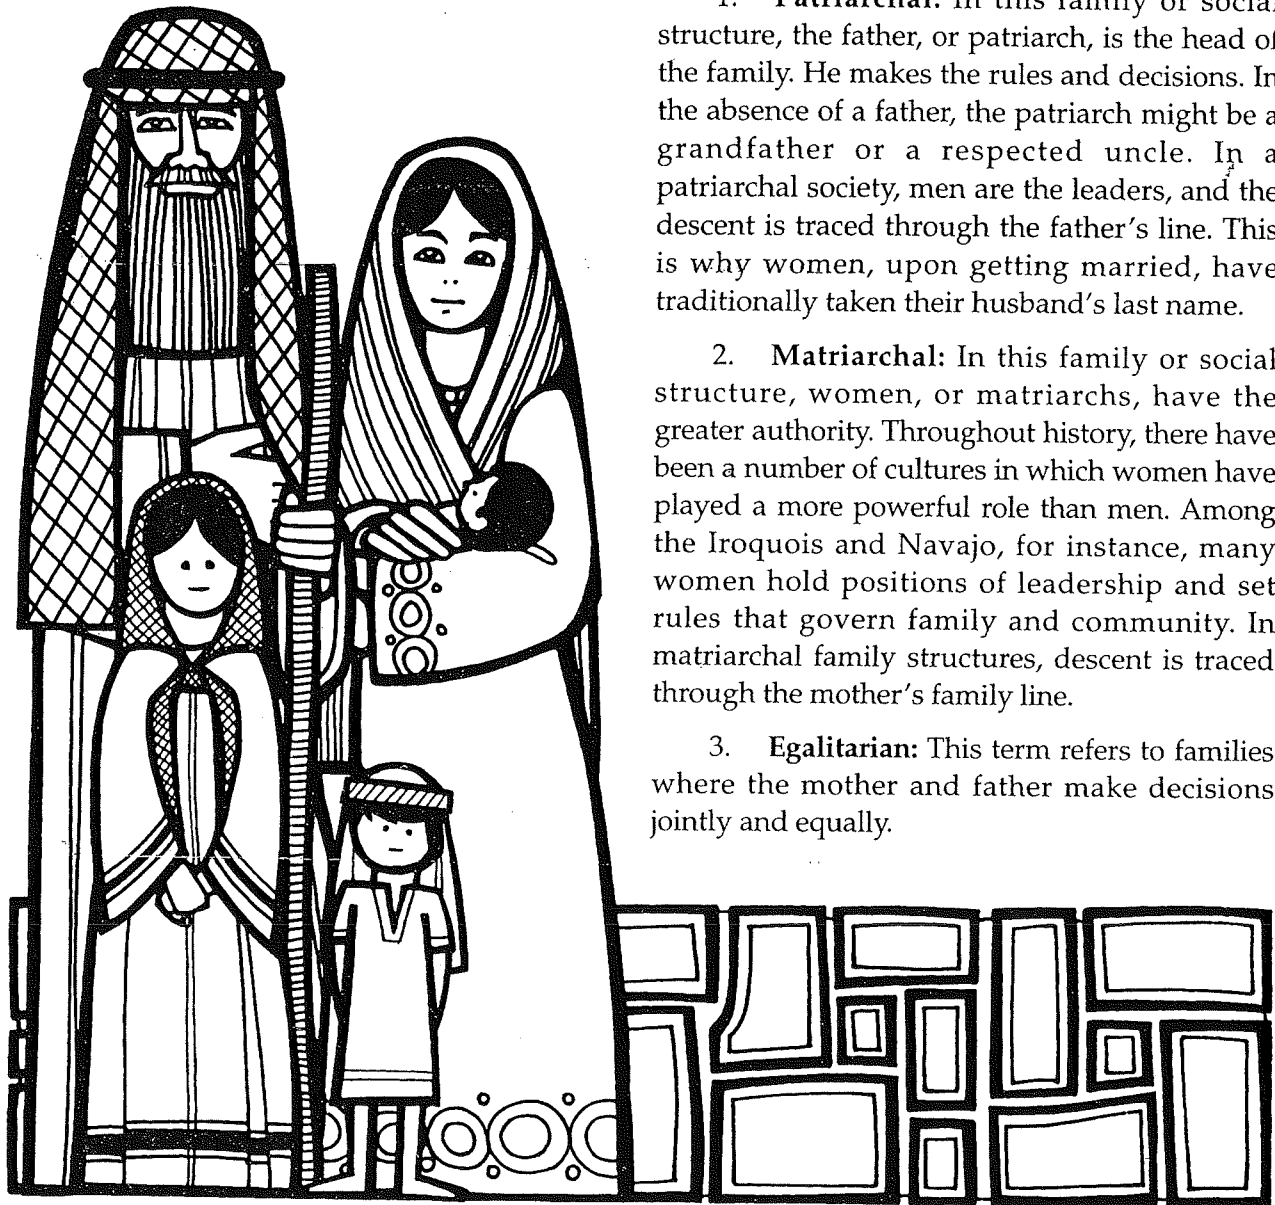 1. Patriarchal: In this family or social
structure, the father, or patriarch, is the head of
the family. He makes the rules and decisions. In
the absence of a father, the patriarch might be a
grandfather or a respected uncle. In a
patriarchal society, men are the leaders, and the
descent is traced through the father's line. This
is why women, upon getting married, have
traditionally taken their husband's last name.
2. Matriarchal: In this family or social
structure, women, or matriarchs, have the
greater authority. Throughout history, there have
been a number of cultures in which women have
played a more powerful role than men. Among
the Iroquois and Navajo, for instance, many
women hold positions of leadership and set
rules that govern family and community. In
matriarchal family structures, descent is traced
through the mother's family line.
3. Egalitarian: This term refers to families
where the mother and father make decisions
jointly and equally.